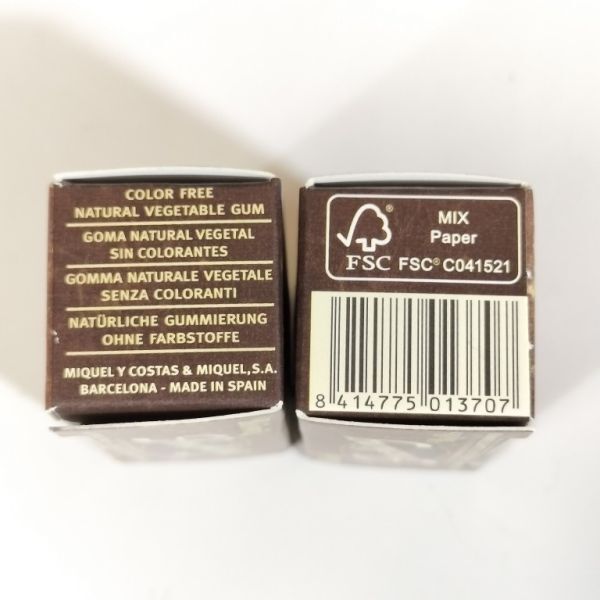 COLOR FREE
NATURAL VEGETABLE GUM
GOMA NATURAL VEGETAL
SIN COLORANTES
GOMMA NATURALE VEGETALE
SENZA COLORANTI
NATÜRLICHE GUMMIERUNG
OHNE FARBSTOFFE
MIQUEL Y COSTAS & MIQUEL,S.A.
BARCELONA - MADE IN SPAIN
®
FSC
MIX
Paper
FSC® C041521
8 414775 013707